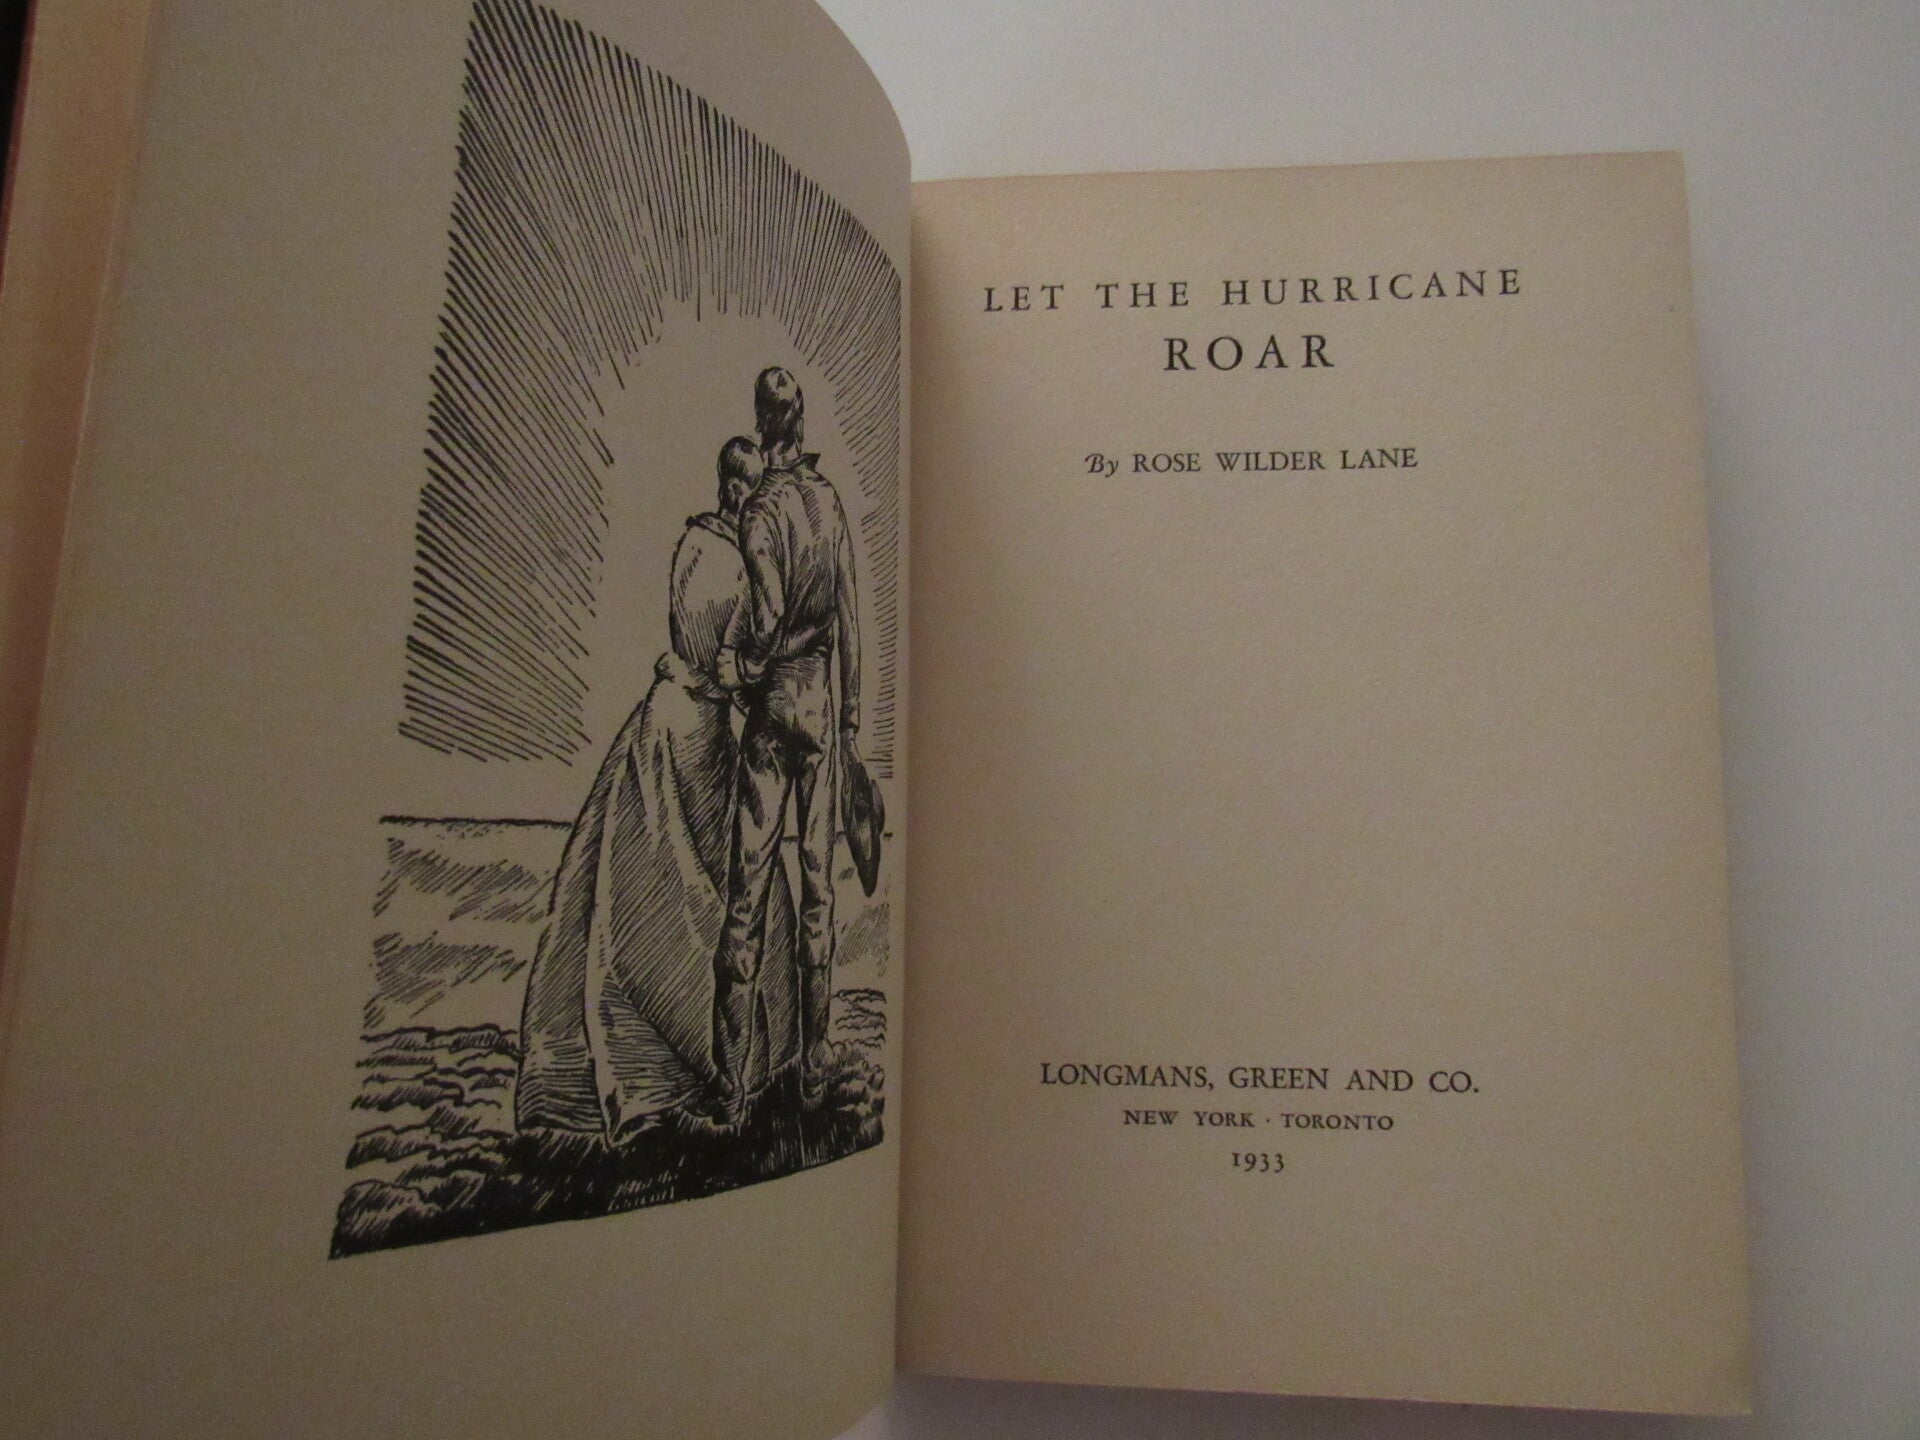 LET THE HURRICANE
ROAR
By ROSE WILDER LANE
LONGMANS, GREEN AND CO.
NEW YORK · TORONTO
1933